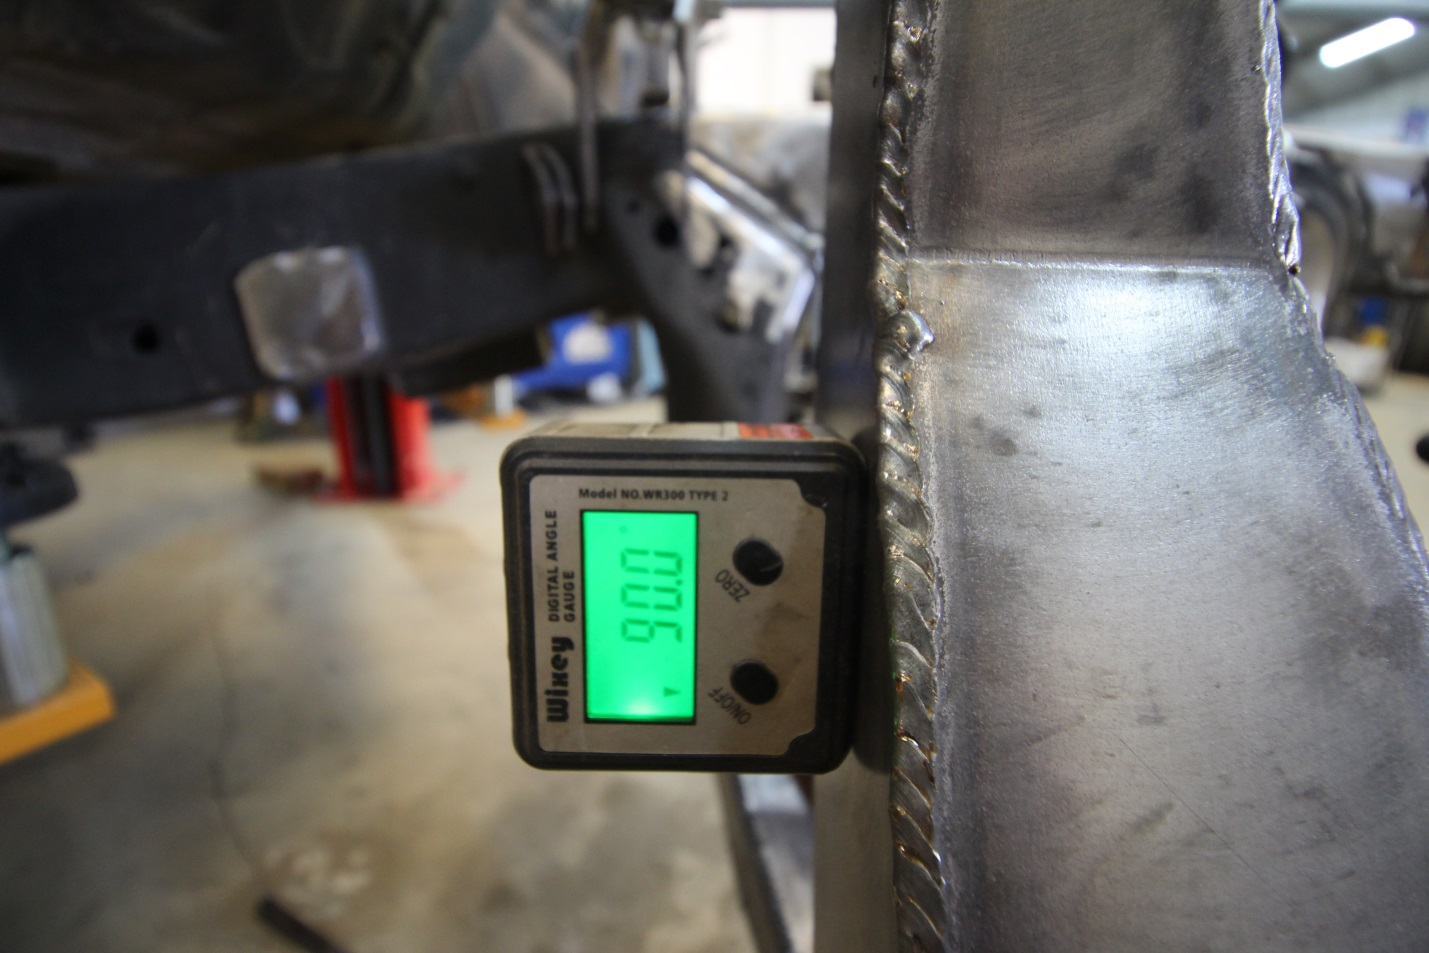 Model NO.WR300 TYPE 2
Wixey
DIGITAL ANGLE
GAUGE
90.0
ZERO
ON/OFF